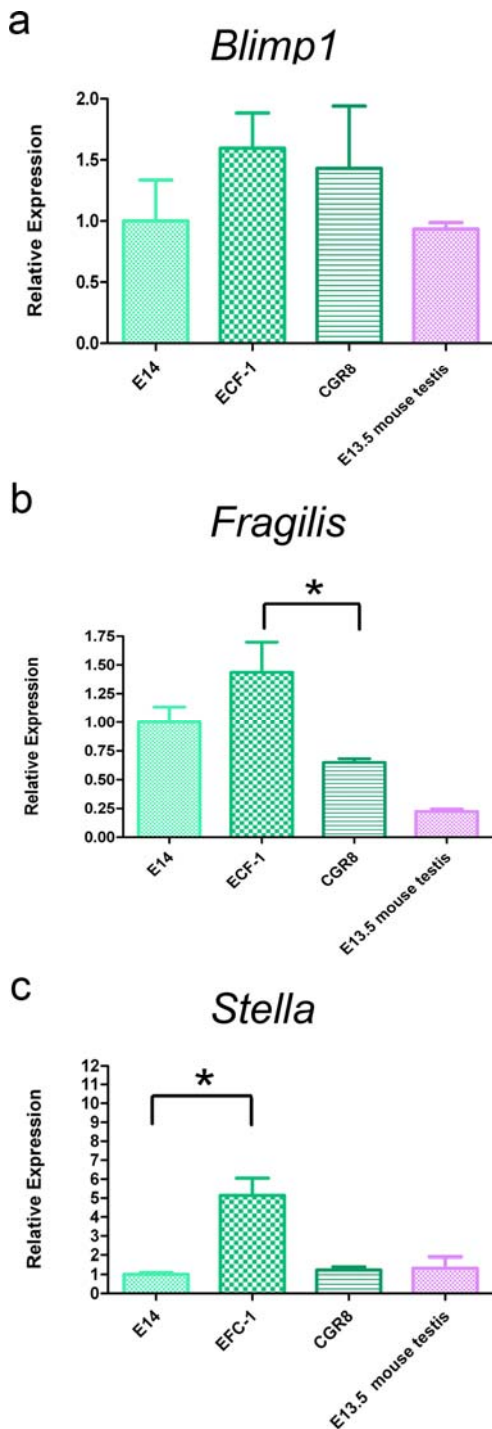 a
Blimp1
Relative Expression
2.0
1.5
1.0
0.5
0.0
E14
ECF-1
CGR8
E13.5 mouse testis
b
Fragilis
*
Relative Expression
1.75
1.50
1.25
1.00
0.75
0.50
0.25
0.00
E14
ECF-1
CGR8
E13.5 mouse testis
c
Stella
*
Relative Expression
12
11
10
9
8
7
6
5
4
3
2
1
0
E14
EFC-1
CGR8
E13.5 mouse testis